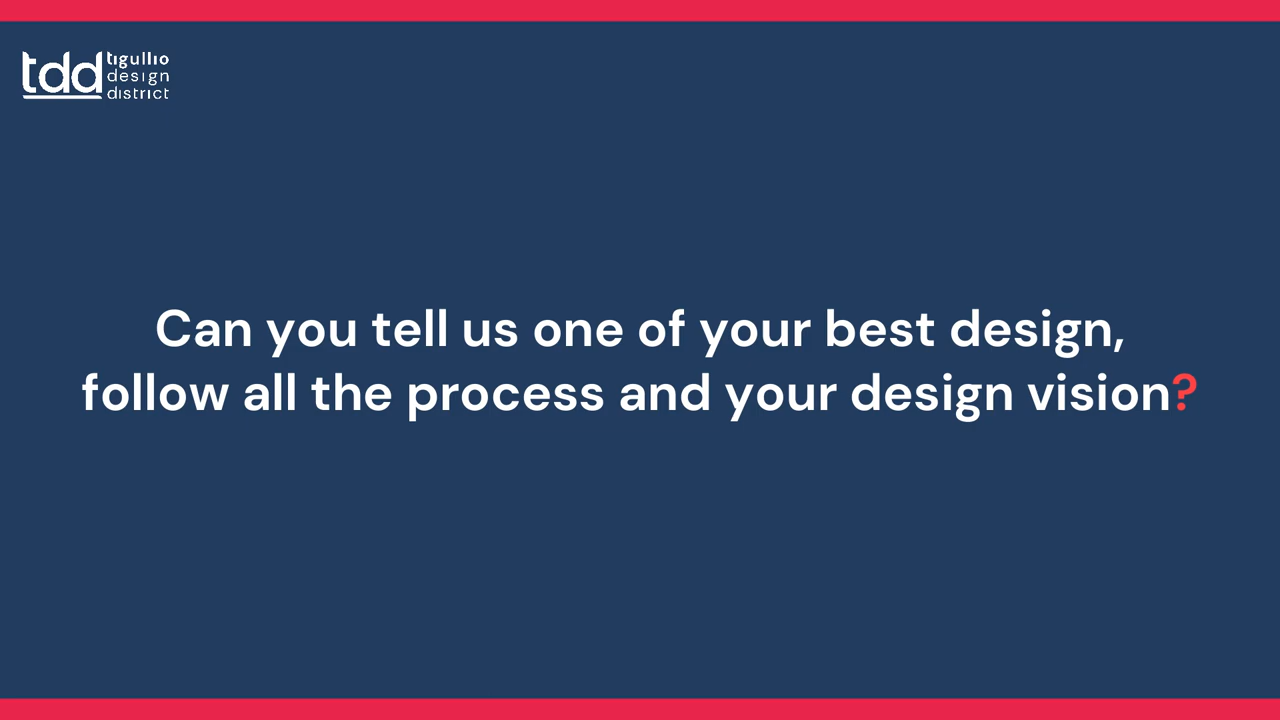 tdd
tigullio
design
district
Can you tell us one of your best design,
follow all the process and your design vision?